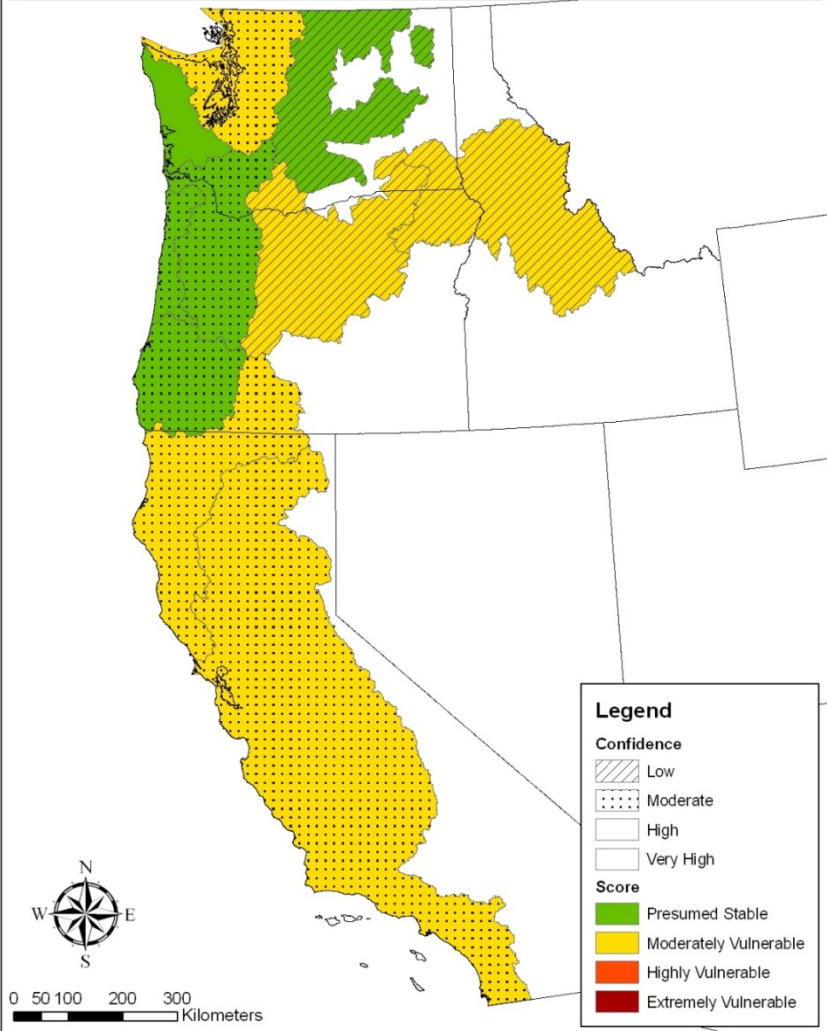 Legend
Confidence
Low
Moderate
High
Very High
Score
Presumed Stable
Moderately Vulnerable
Highly Vulnerable
Extremely Vulnerable
N
W E
S
0 50 100 200 300
Kilometers